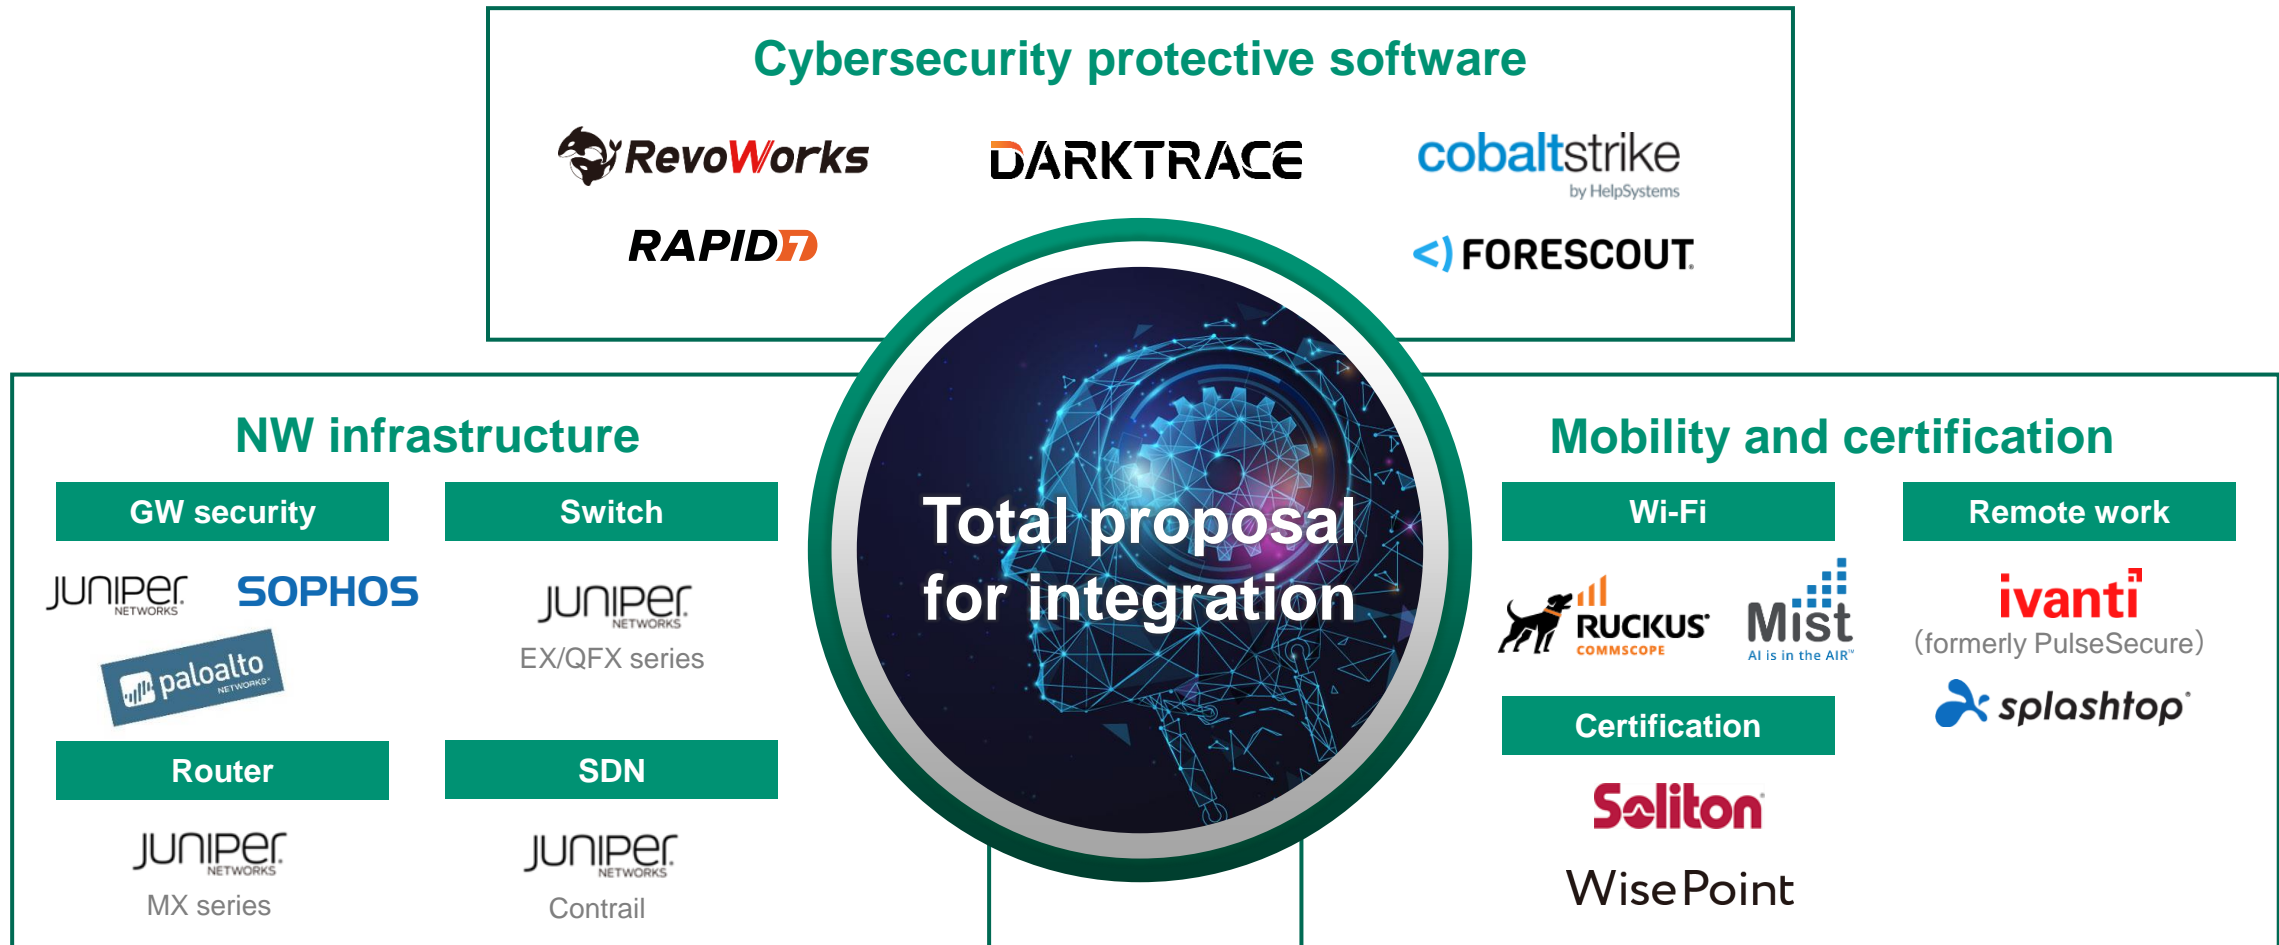 Cybersecurity protective software
RevoWorks
DARKTRACE
cobaltstrike
by HelpSystems
RAPID7
FORESCOUT
Total proposal
for integration
NW infrastructure
GW security
JUNIPER
NETWORKS
SOPHOS
paloalto
NETWORKS
Switch
JUNIPER
NETWORKS
EX/QFX series
Router
JUNIPER
NETWORKS
MX series
SDN
JUNIPER
NETWORKS
Contrail
Mobility and certification
Wi-Fi
RUCKUS®
COMMSCOPE
Mist
AI is in the AIR™
Remote work
ivanti
(formerly PulseSecure)
splashtop®
Certification
Soliton
WisePoint